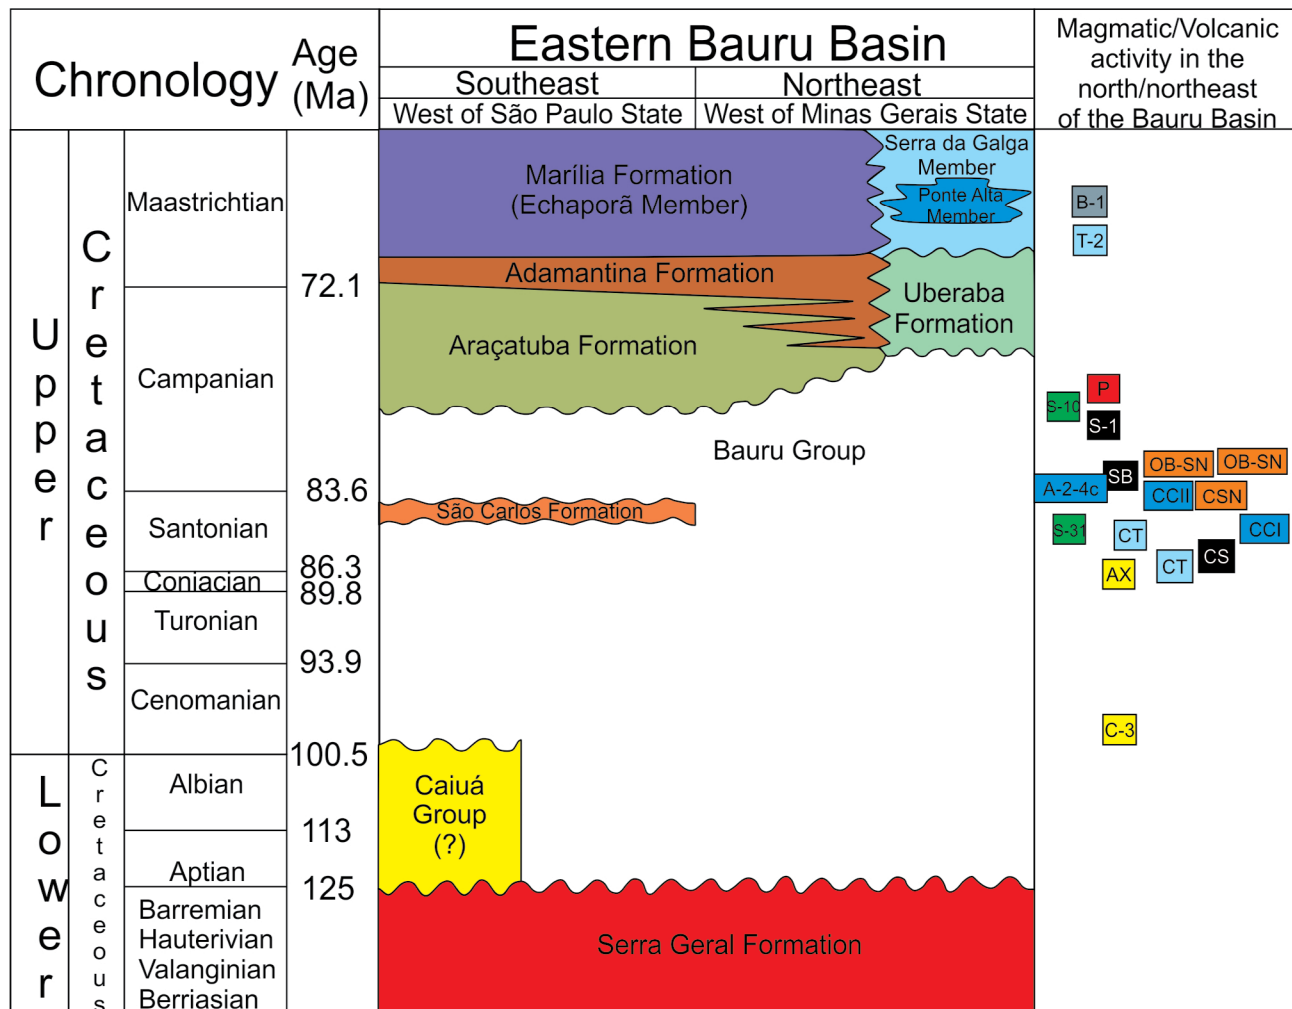 Chronology
Age
(Ma)
Eastern Bauru Basin
Southeast
Northeast
West of São Paulo State
West of Minas Gerais State
Magmatic/Volcanic
activity in the
north/northeast
of the Bauru Basin
Upper
Cretaceous
Lower
Cretaceous
Maastrichtian
72.1
Campanian
83.6
Santonian
86.3
Coniacian
89.8
Turonian
93.9
Cenomanian
100.5
Albian
113
Aptian
125
Barremian
Hauterivian
Valanginian
Berriasian
Marília Formation
(Echaporã Member)
Serra da Galga
Member
Ponte Alta
Member
Adamantina Formation
Uberaba
Formation
Araçatuba Formation
Bauru Group
São Carlos Formation
Caiuá
Group
(?)
Serra Geral Formation
B-1
T-2
P
S-10
S-1
OB-SN
OB-SN
SB
A-2-4c
CCII
CSN
S-31
CT
CCI
CT
CS
AX
C-3